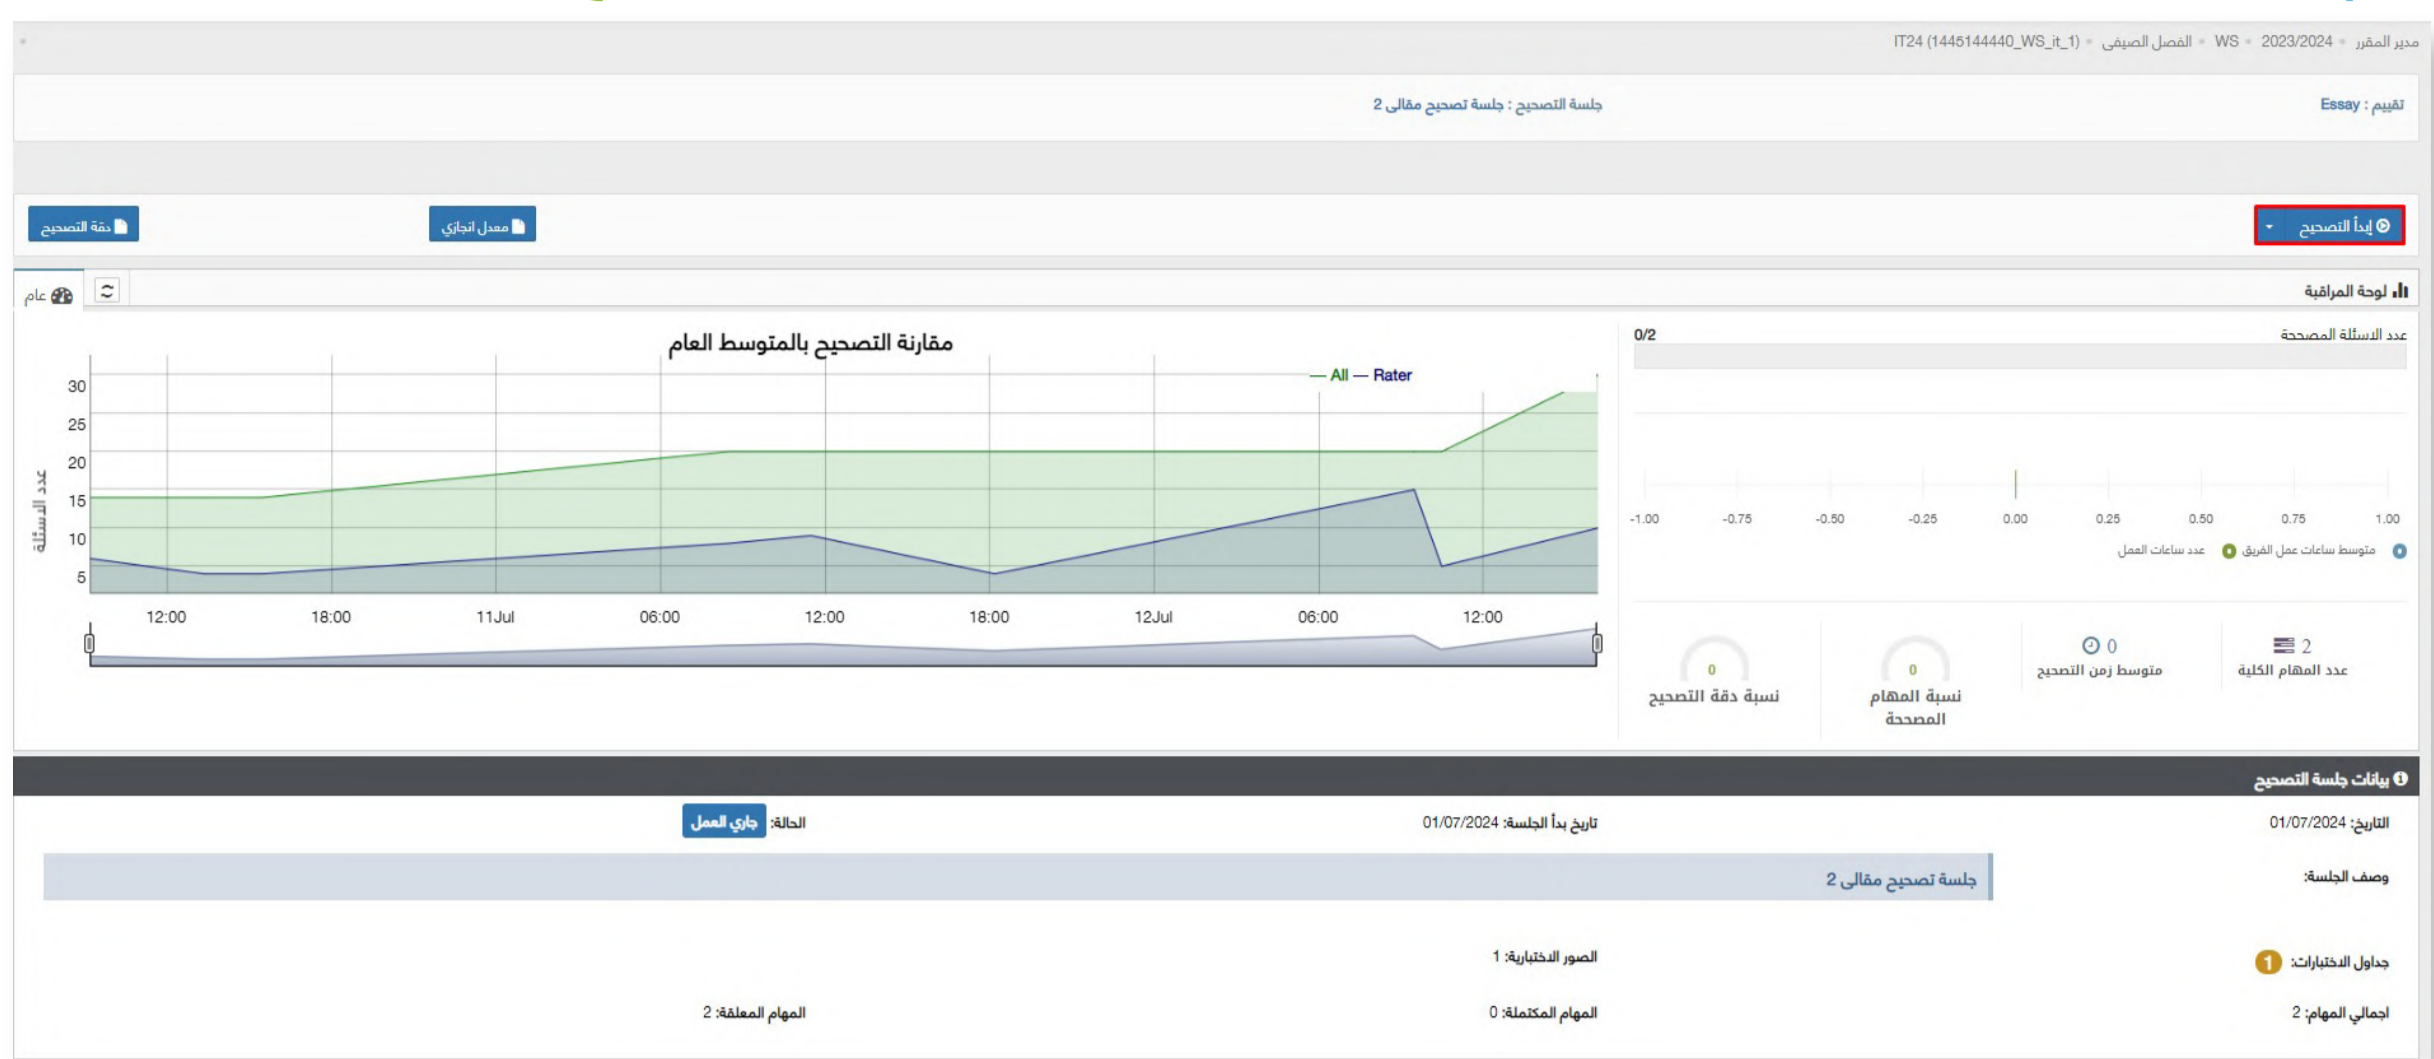 مدير المقرر • 2023/2024 • WS • الفصل الصيفى • IT24 (1445144440_WS_it_1)
تقييم : Essay
جلسة التصحيح : جلسة تصحيح مقالى 2
إبدأ التصحيح
معدل انجازي
دقة التصحيح
لوحة المراقبة
عام
عدد الاسئلة المصححة
0/2
-1.00 -0.75 -0.50 -0.25 0.00 0.25 0.50 0.75 1.00
متوسط ساعات عمل الفريق
عدد ساعات العمل
2
عدد المهام الكلية
0
متوسط زمن التصحيح
0
نسبة المهام
المصححة
0
نسبة دقة التصحيح
مقارنة التصحيح بالمتوسط العام
— All — Rater
30
25
20
15
10
5
عدد الاسئلة
12:00 18:00 11Jul 06:00 12:00 18:00 12Jul 06:00 12:00
بيانات جلسة التصحيح
التاريخ: 01/07/2024
تاريخ بدأ الجلسة: 01/07/2024
الحالة: جاري العمل
وصف الجلسة:
جلسة تصحيح مقالى 2
جداول الاختبارات: 1
الصور الاختبارية: 1
اجمالي المهام: 2
المهام المكتملة: 0
المهام المعلقة: 2